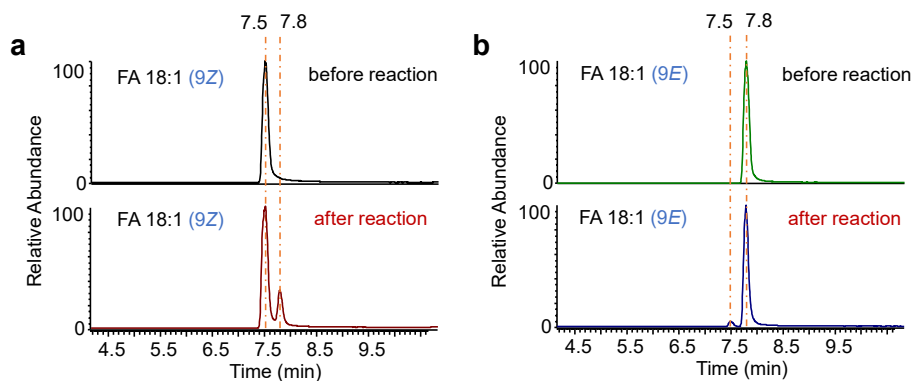 a
7.5 7.8
FA 18:1 (9Z)
before reaction
100
0
FA 18:1 (9Z)
after reaction
100
0
Relative Abundance
4.5 5.5 6.5 7.5 8.5 9.5
Time (min)
b
7.5 7.8
FA 18:1 (9E)
before reaction
100
0
FA 18:1 (9E)
after reaction
100
0
Relative Abundance
4.5 5.5 6.5 7.5 8.5 9.5
Time (min)